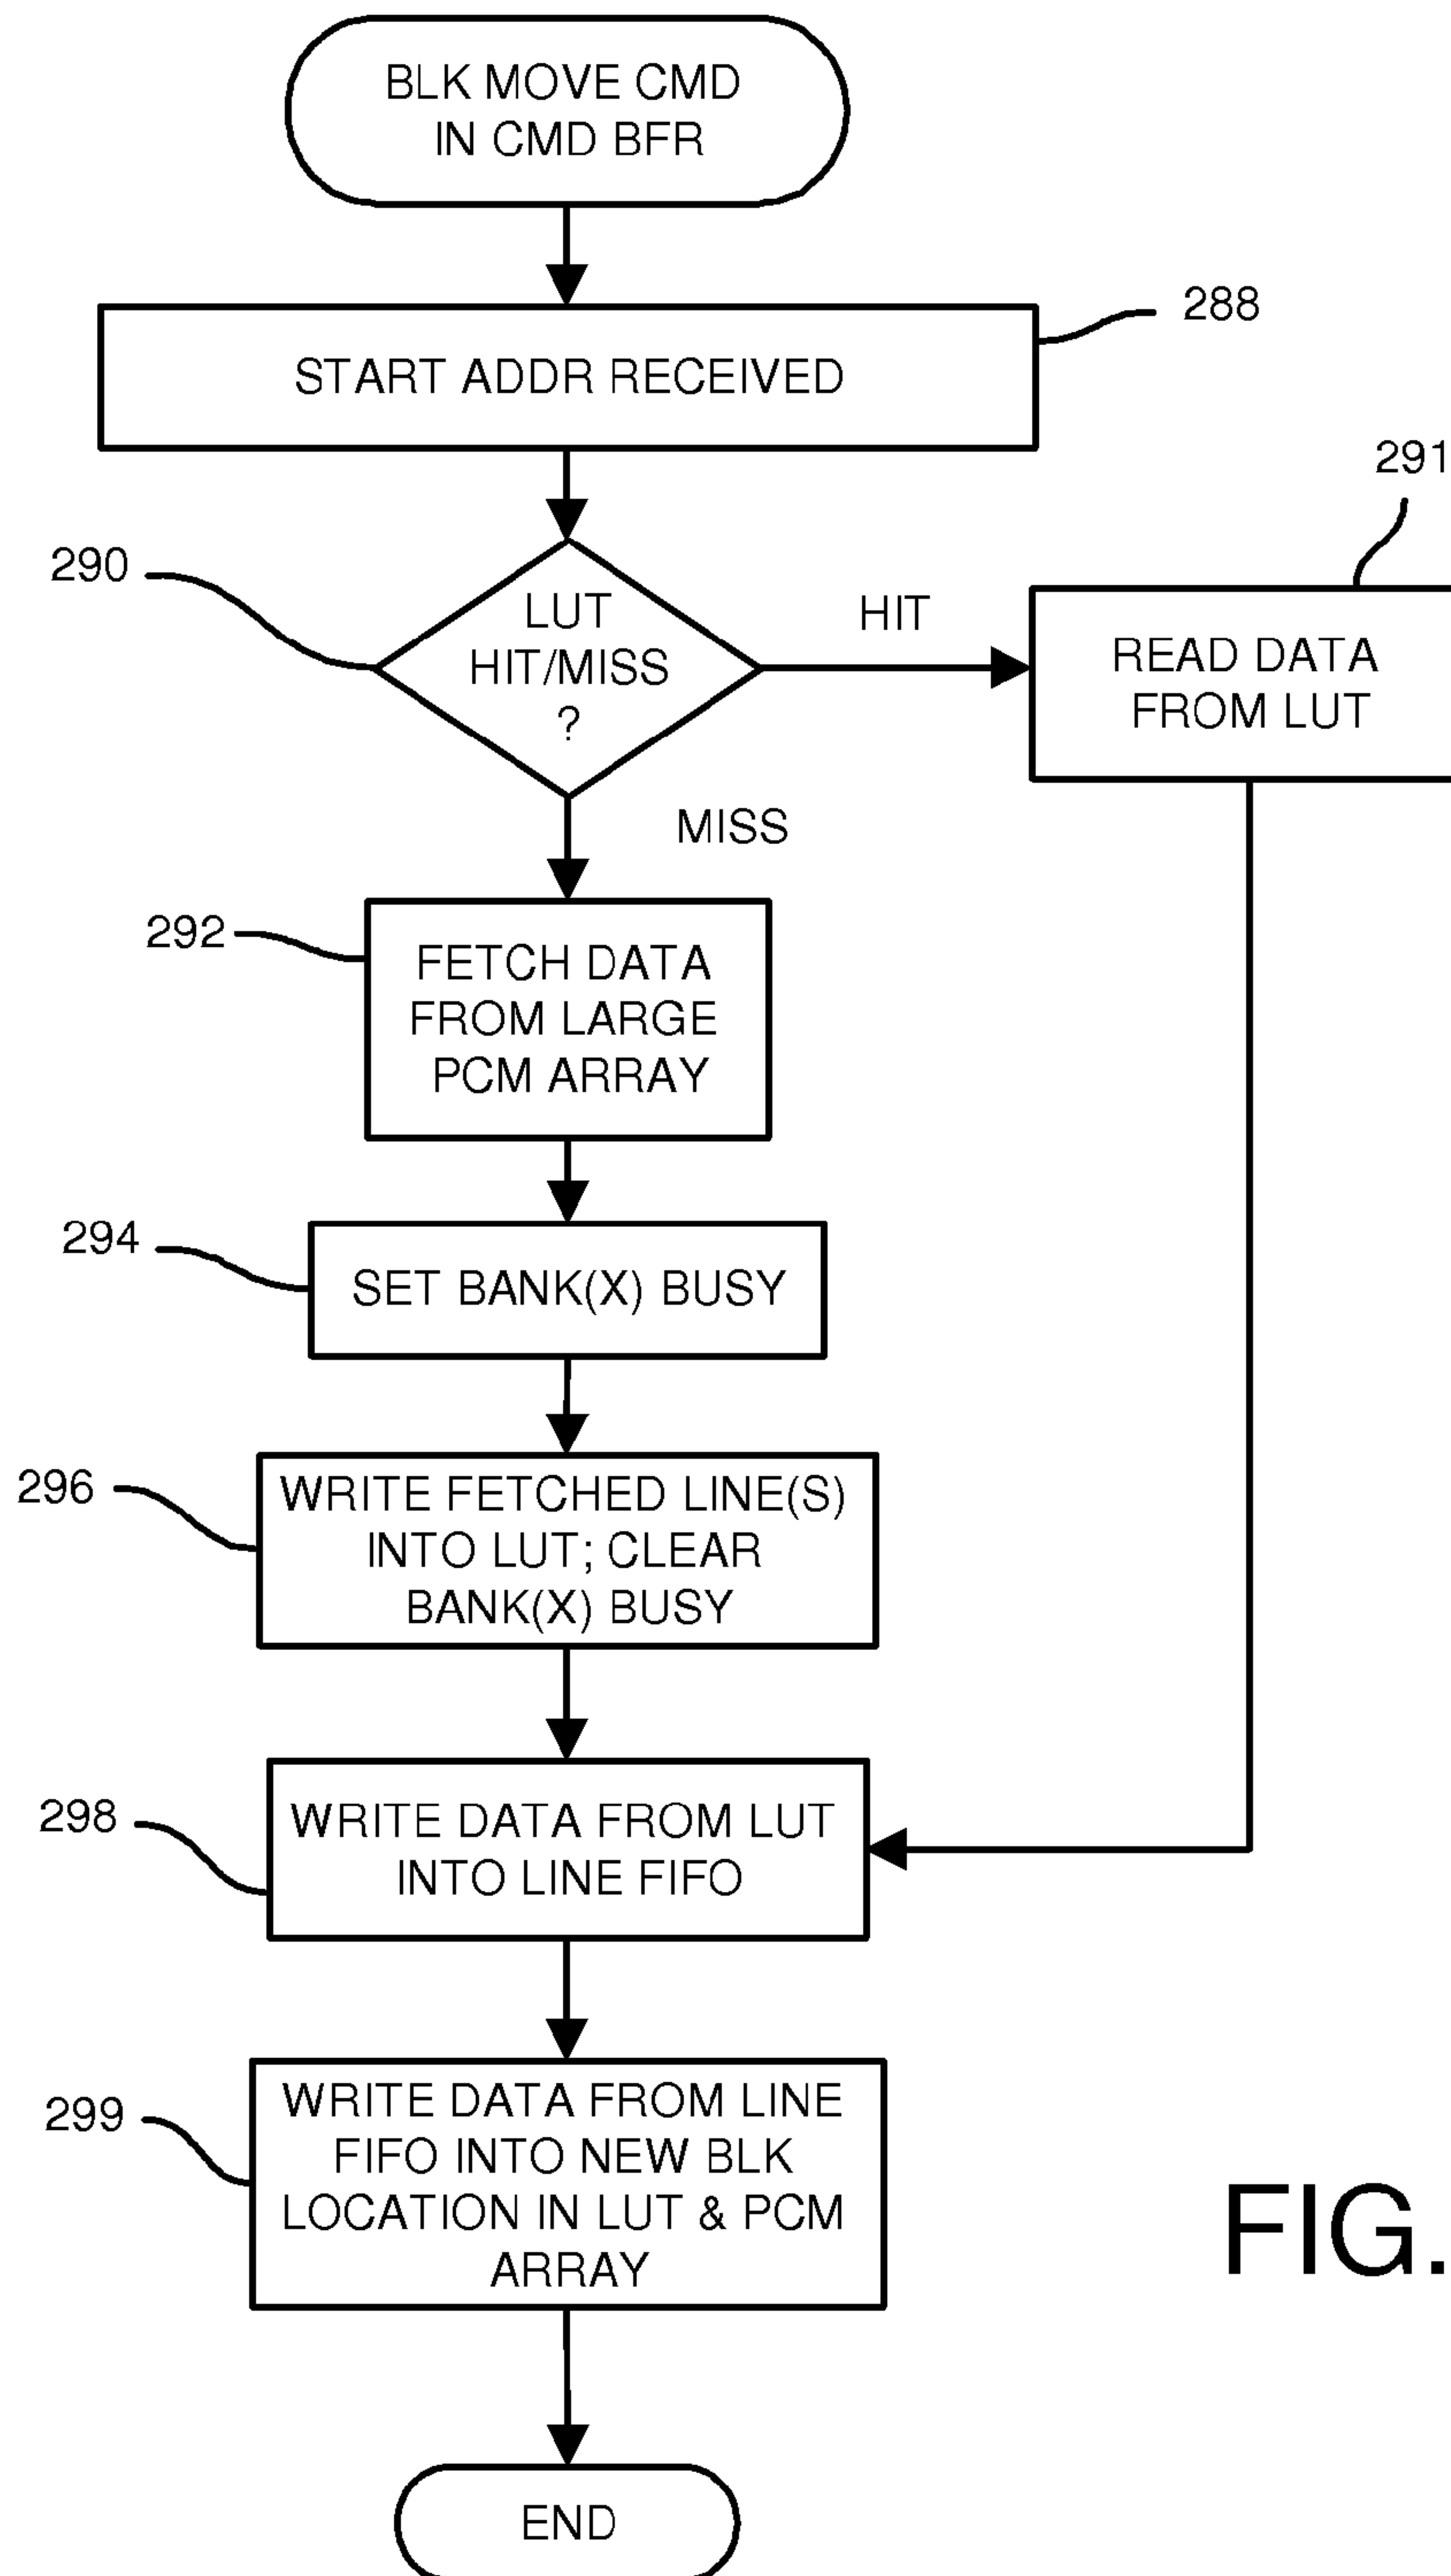 BLK MOVE CMD
IN CMD BFR
288
START ADDR RECEIVED
291
290
LUT
HIT/MISS
?
HIT
READ DATA
FROM LUT
MISS
292
FETCH DATA
FROM LARGE
PCM ARRAY
294
SET BANK(X) BUSY
296
WRITE FETCHED LINE(S)
INTO LUT; CLEAR
BANK(X) BUSY
298
WRITE DATA FROM LUT
INTO LINE FIFO
299
WRITE DATA FROM LINE
FIFO INTO NEW BLK
LOCATION IN LUT & PCM
ARRAY
FIG.
END